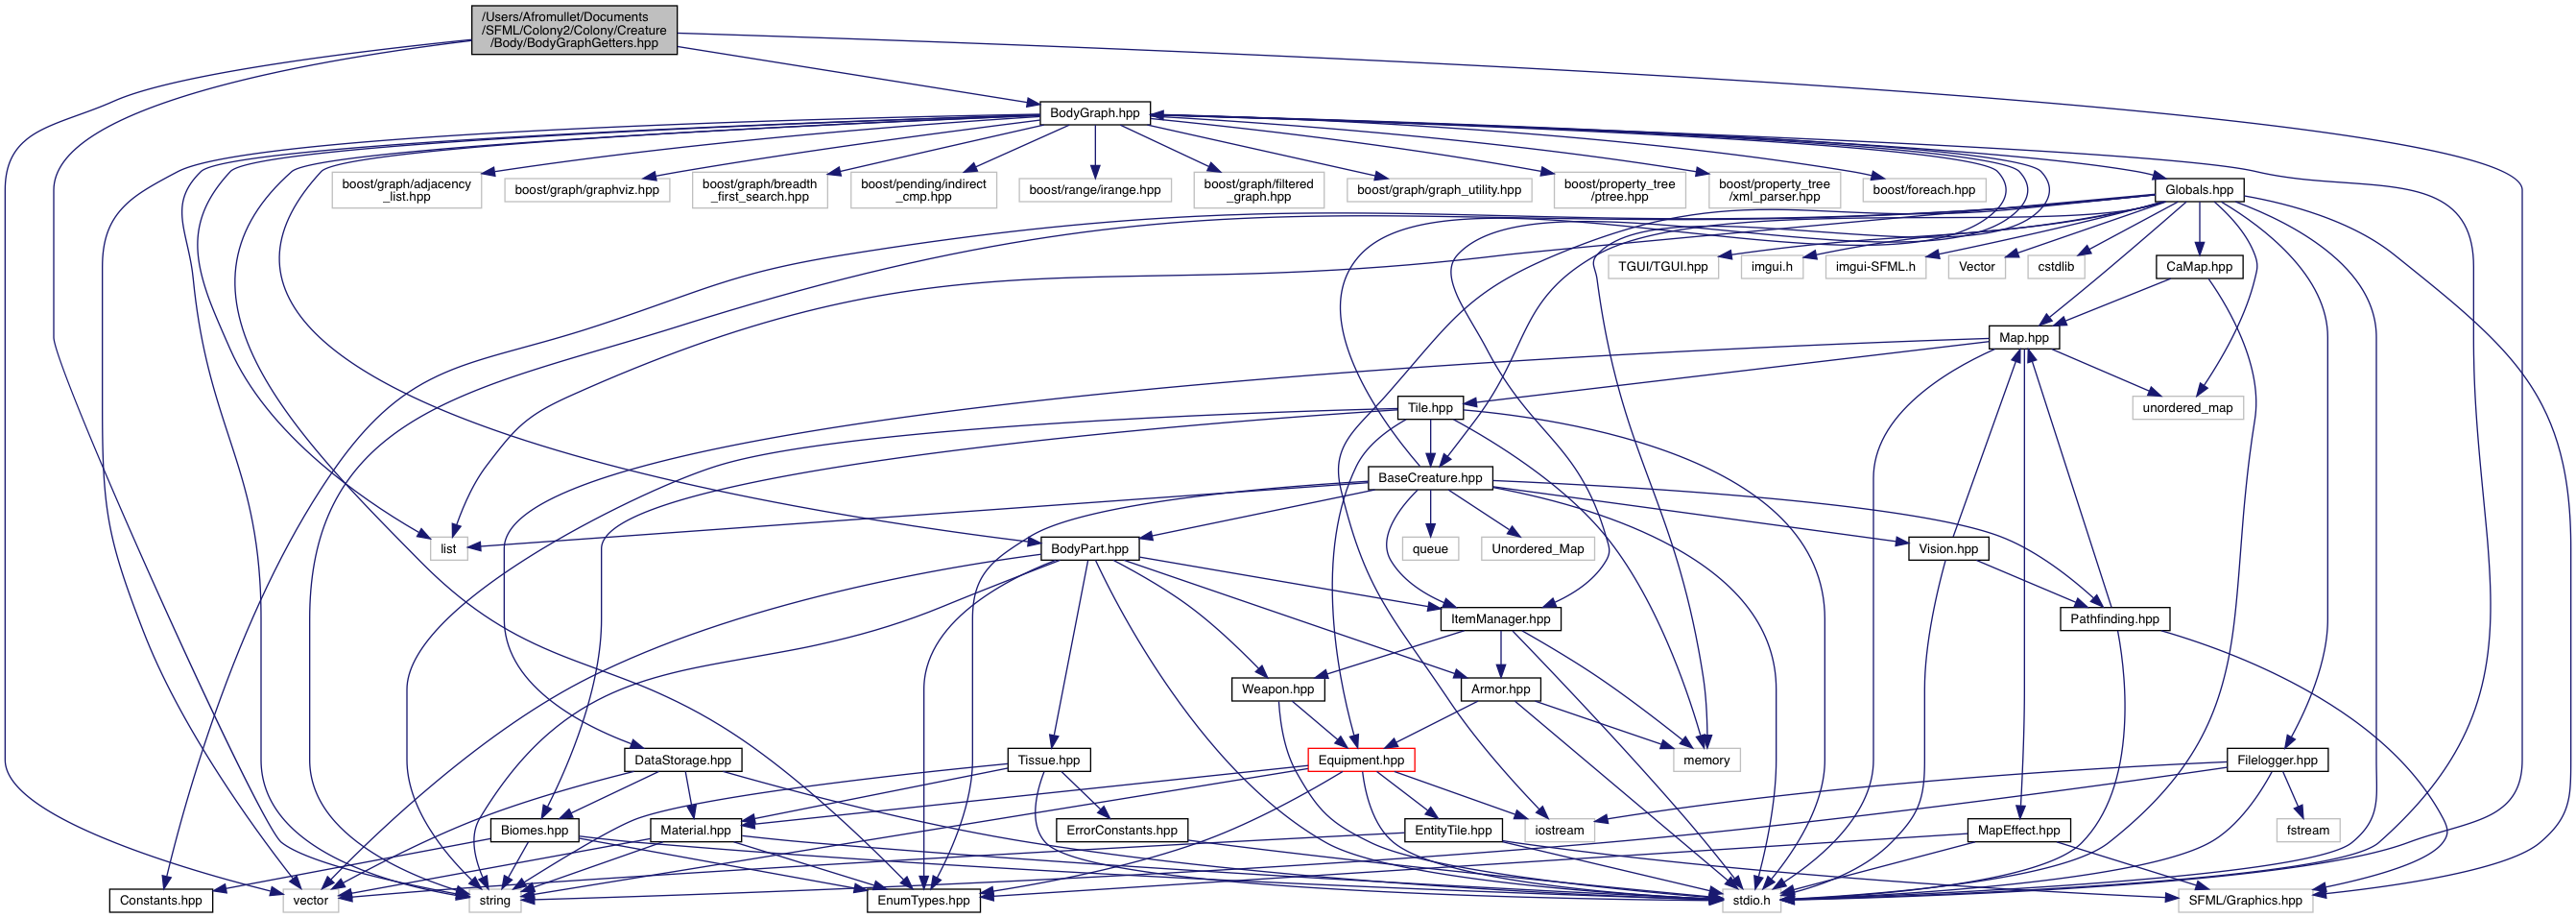 /Users/Afromullet/Documents
/SFML/Colony2/Colony/Creature
/Body/BodyGraphGetters.hpp
BodyGraph.hpp
boost/graph/adjacency
_list.hpp
boost/graph/graphviz.hpp
boost/graph/breadth
_first_search.hpp
boost/pending/indirect
_cmp.hpp
boost/range/irange.hpp
boost/graph/filtered
_graph.hpp
boost/graph/graph_utility.hpp
boost/property_tree
/ptree.hpp
boost/property_tree
/xml_parser.hpp
boost/foreach.hpp
Globals.hpp
TGUI/TGUI.hpp
imgui.h
imgui-SFML.h
Vector
cstdlib
CaMap.hpp
Map.hpp
Tile.hpp
unordered_map
BaseCreature.hpp
list
BodyPart.hpp
queue
Unordered_Map
Vision.hpp
ItemManager.hpp
Pathfinding.hpp
Weapon.hpp
Armor.hpp
DataStorage.hpp
Tissue.hpp
Equipment.hpp
memory
Filelogger.hpp
Biomes.hpp
Material.hpp
ErrorConstants.hpp
EntityTile.hpp
iostream
MapEffect.hpp
fstream
Constants.hpp
vector
string
EnumTypes.hpp
stdio.h
SFML/Graphics.hpp